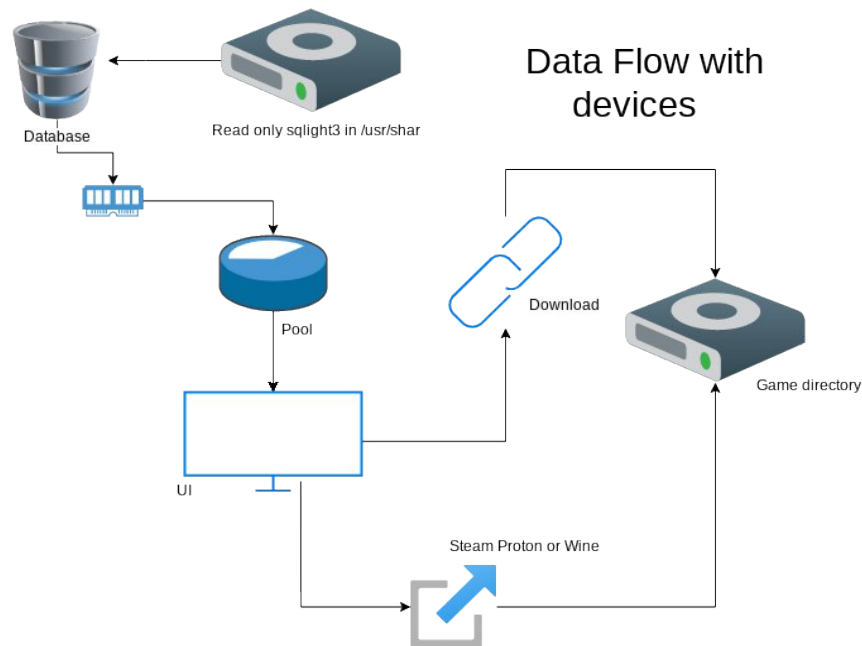 Data Flow with
devices
Database
Read only sqlight3 in /usr/shar
Pool
Download
Game directory
UI
Steam Proton or Wine